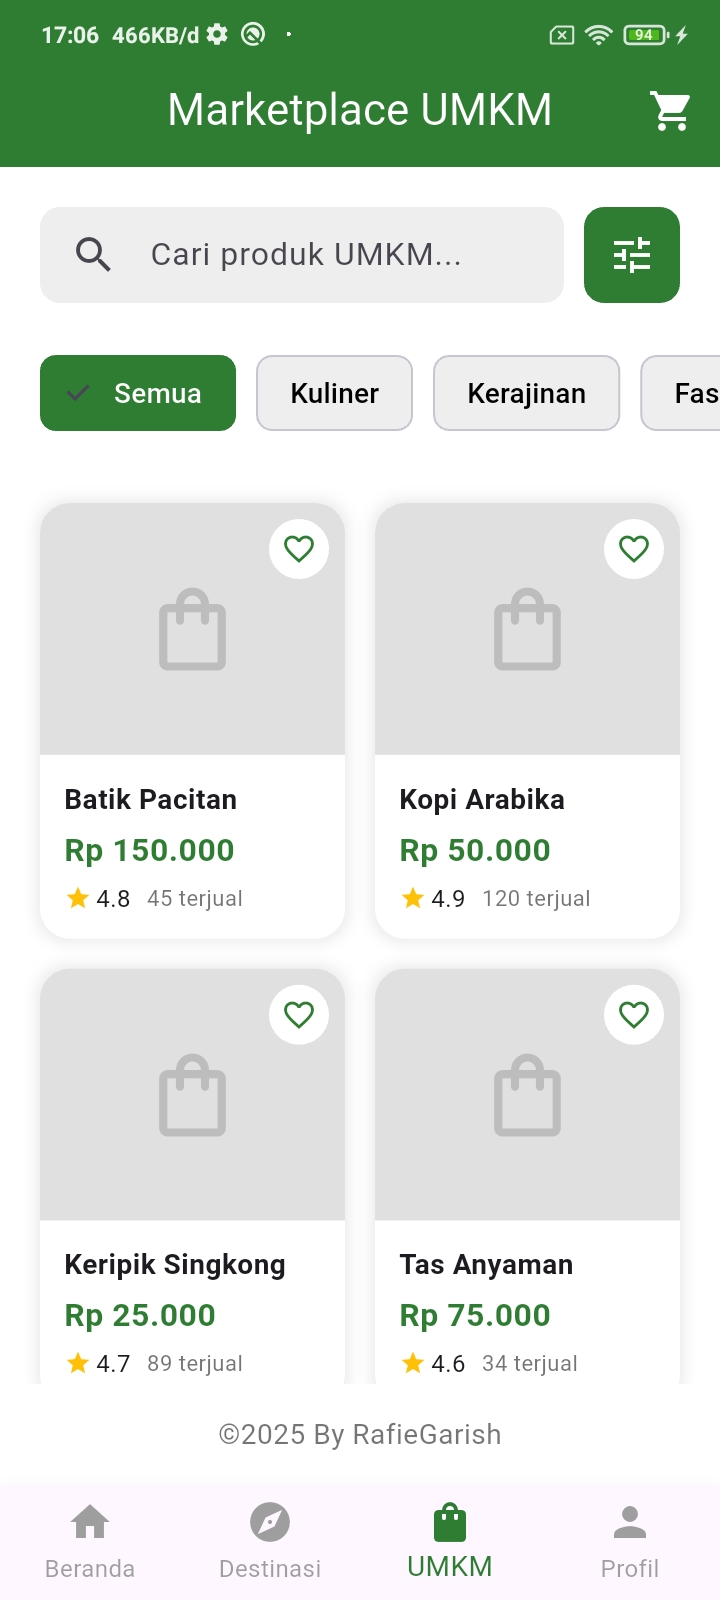 17:06 466KB/d
94
Marketplace UMKM
Cari produk UMKM...
Semua
Kuliner
Kerajinan
Fas
Batik Pacitan
Rp 150.000
4.8 45 terjual
Kopi Arabika
Rp 50.000
4.9 120 terjual
Keripik Singkong
Rp 25.000
4.7 89 terjual
Tas Anyaman
Rp 75.000
4.6 34 terjual
©2025 By RafieGarish
Beranda
Destinasi
UMKM
Profil